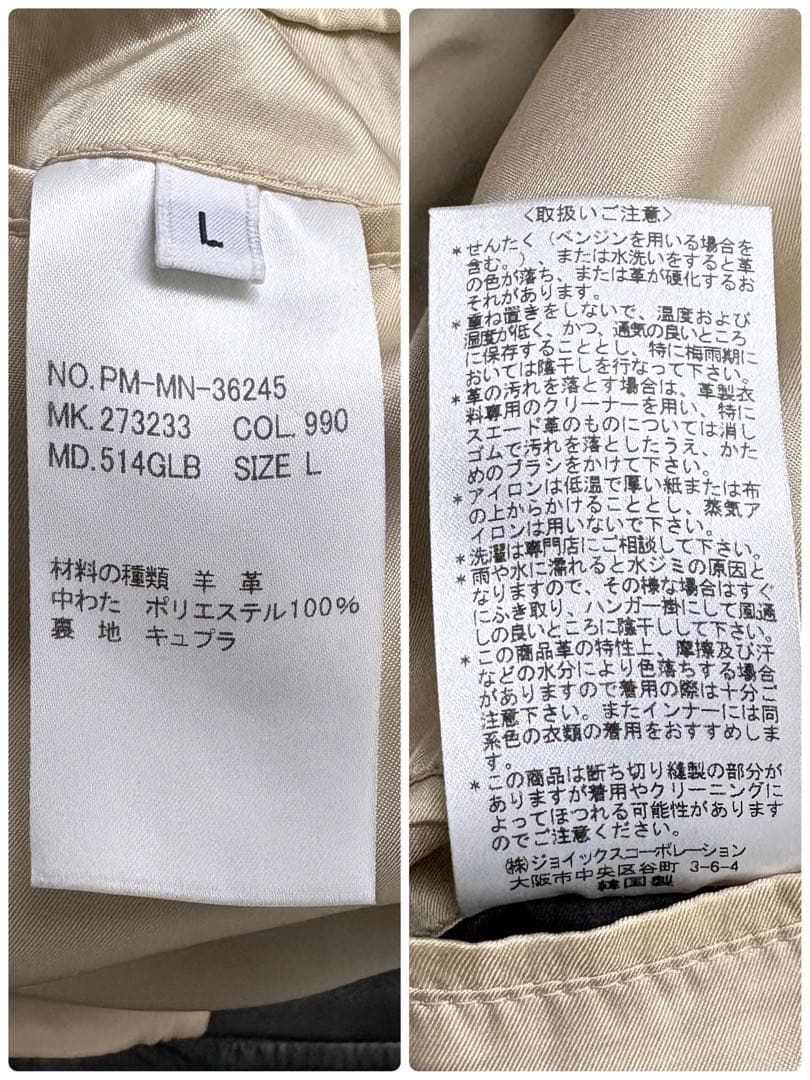 L
NO.PM-MN-36245
MK.273233 COL.990
MD.514GLB SIZE L
材料の種類 羊 革
中わた ポリエステル100%
裏 地 キュプラ
〈取扱いご注意〉
* せんたく(ベンジンを用いる場合を
含む。)、または水洗いをすると革
の色が落ち、または革が硬化するお
それがあります。
* 重ね置きをしないで、温度および
湿度が低く、かつ、通気の良いところ
に保存することとし、特に梅雨期に
おいては陰干しを行なって下さい。
* 革の汚れを落とす場合は、革製衣
料専用のクリーナーを用い、特に
スエード革のものについては消し
ゴムで汚れを落としたうえ、かた
めのブラシをかけて下さい。
* アイロンは低温で厚い紙または布
の上からかけることとし、蒸気ア
イロンは用いないで下さい。
* 洗濯は専門店にご相談して下さい。
* 雨や水に濡れると水ジミの原因と
なりますので、その様な場合はすぐ
にふき取り、ハンガー掛にして風通
しの良いところに陰干しして下さい。
* この商品革の特性上、摩擦及び汗
などの水分により色落ちする場合
がありますので着用の際は十分ご
注意下さい。またインナーには同
系色の衣類の着用をおすすめしま
す。
* この商品は断ち切り縫製の部分が
ありますが着用やクリーニングに
よってほつれる可能性があります
のでご注意ください。
㈱ジョイックスコーポレーション
大阪市中央区谷町 3-6-4
韓国製